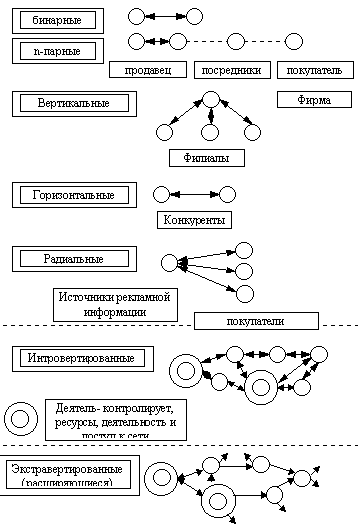 бинарные
n-парные
продавец посредники покупатель
Вертикальные
Фирма
Филиалы
Горизонтальные
Конкуренты
Радиальные
Источники рекламной
информации
покупатели
Интровертированные
Деятель- контролирует,
ресурсы, деятельность и
доступ к сети
Экстравертированные
(расширяющиеся)